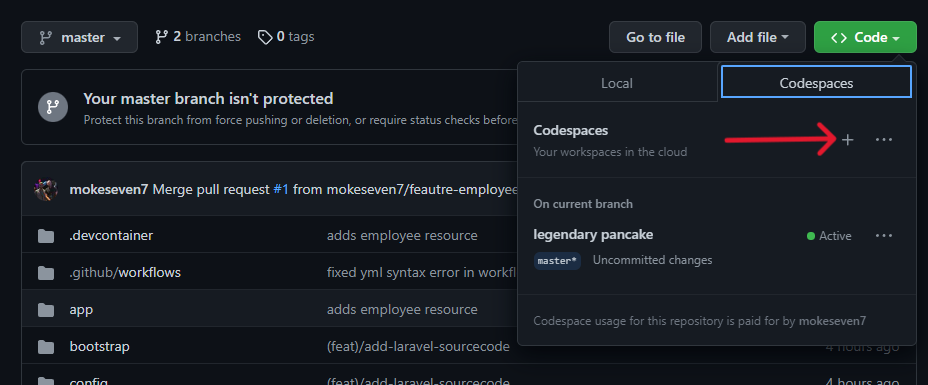 master
2 branches
0 tags
Go to file
Add file
<> Code
Your master branch isn't protected
Protect this branch from force pushing or deletion, or require status checks before
mokeseven7 Merge pull request #1 from mokeseven7/feautre-employee
.devcontainer adds employee resource
.github/workflows fixed yml syntax error in workfl
app adds employee resource
bootstrap (feat)/add-laravel-sourcecode 4 hours ago
config (feat)/add-laravel-sourcecode 4 hours ago
Local
Codespaces
Codespaces
Your workspaces in the cloud
On current branch
legendary pancake
Active
master*
Uncommitted changes
Codespace usage for this repository is paid for by mokeseven7